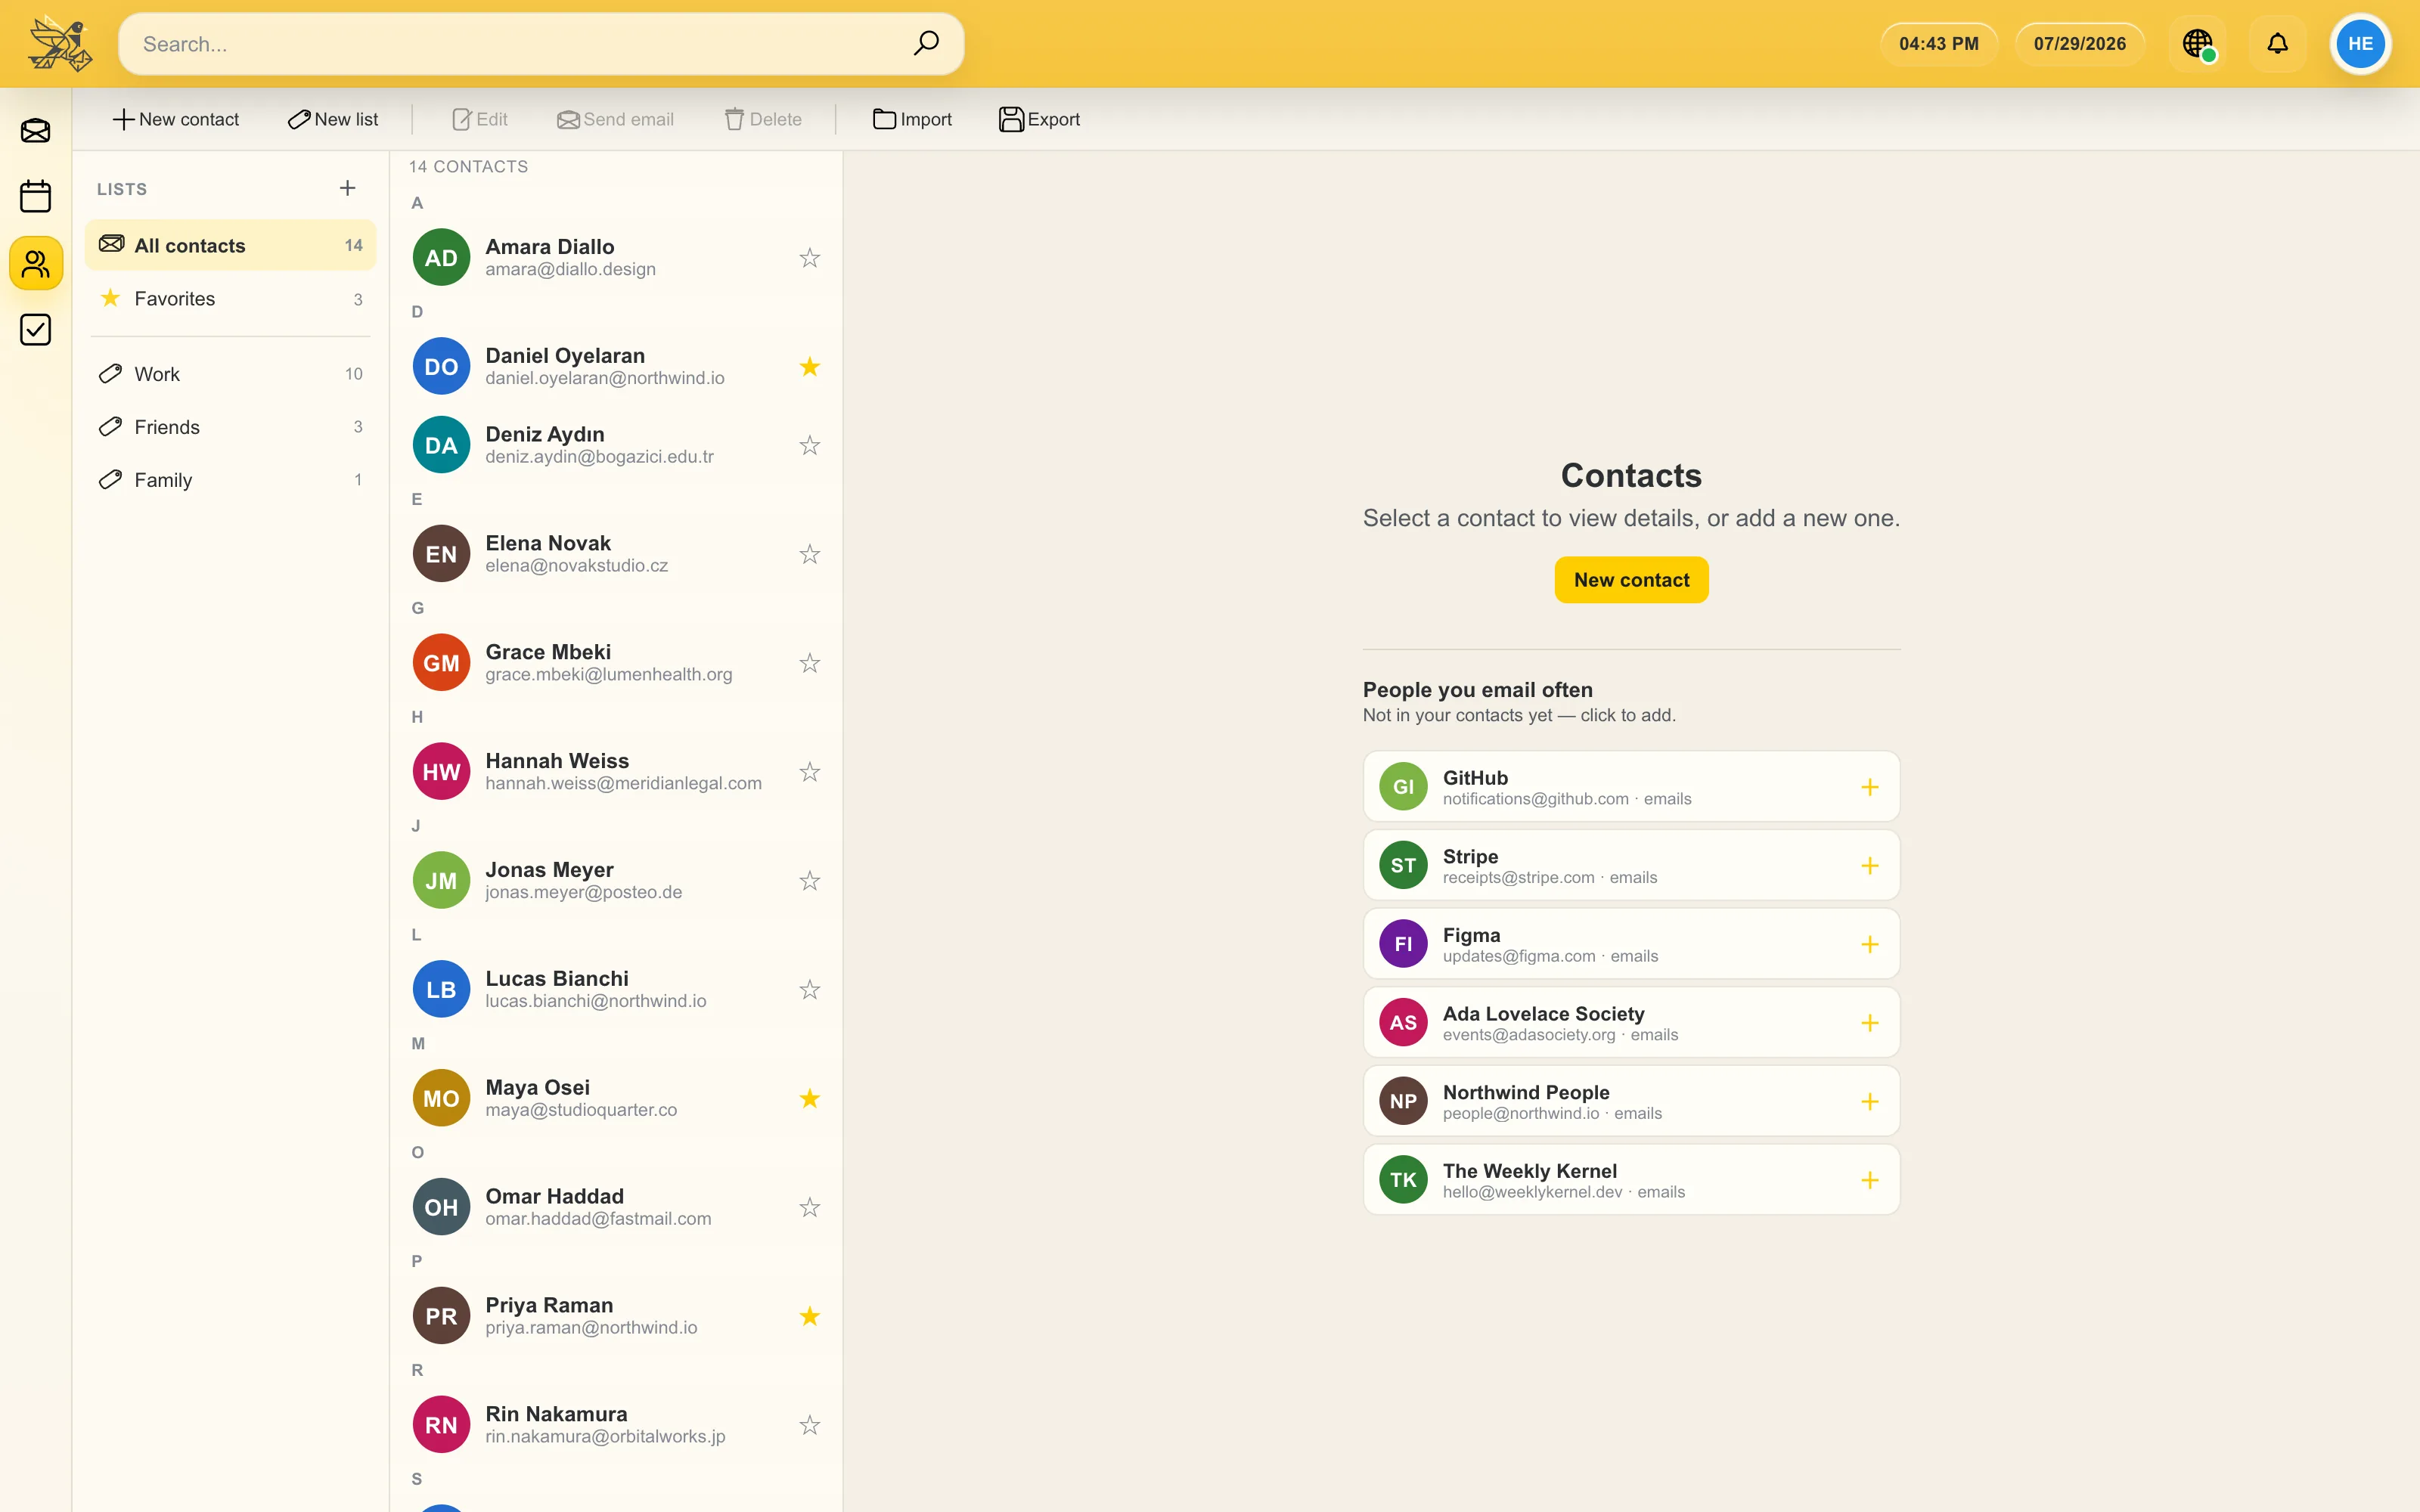 Search...
04:43 PM
07/29/2026
HE
New contact
New list
Edit
Send email
Delete
Import
Export
LISTS
All contacts 14
Favorites 3
Work 10
Friends 3
Family 1
14 CONTACTS
A
AD
Amara Diallo
amara@diallo.design
D
DO
Daniel Oyelaran
daniel.oyelaran@northwind.io
DA
Deniz Aydın
deniz.aydin@bogazici.edu.tr
E
EN
Elena Novak
elena@novakstudio.cz
G
GM
Grace Mbeki
grace.mbeki@lumenhealth.org
H
HW
Hannah Weiss
hannah.weiss@meridianlegal.com
J
JM
Jonas Meyer
jonas.meyer@posteo.de
L
LB
Lucas Bianchi
lucas.bianchi@northwind.io
M
MO
Maya Osei
maya@studioquarter.co
O
OH
Omar Haddad
omar.haddad@fastmail.com
P
PR
Priya Raman
priya.raman@northwind.io
R
RN
Rin Nakamura
rin.nakamura@orbitalworks.jp
S
Contacts
Select a contact to view details, or add a new one.
New contact
People you email often
Not in your contacts yet — click to add.
GI
GitHub
notifications@github.com · emails
ST
Stripe
receipts@stripe.com · emails
FI
Figma
updates@figma.com · emails
AS
Ada Lovelace Society
events@adasociety.org · emails
NP
Northwind People
people@northwind.io · emails
TK
The Weekly Kernel
hello@weeklykernel.dev · emails